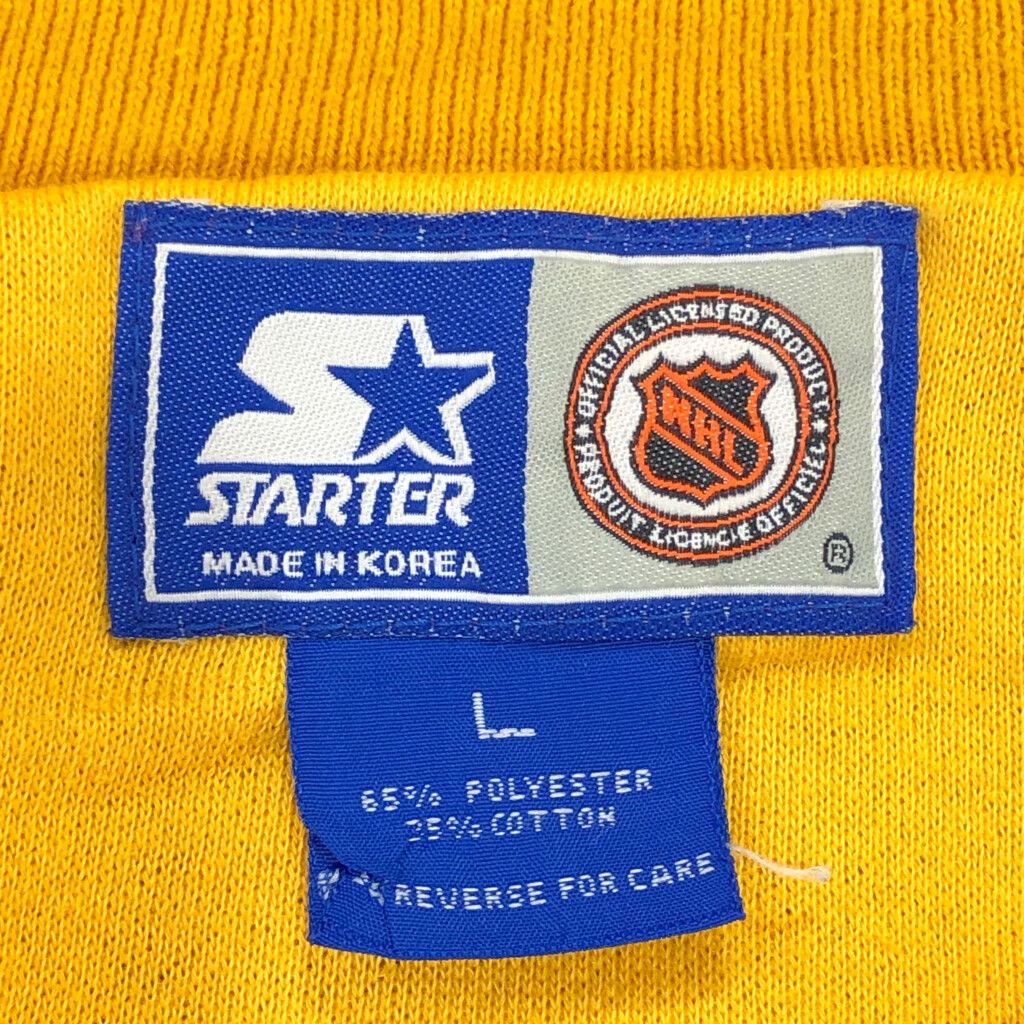 STARTER
MADE IN KOREA
OFFICIAL LICENSED PRODUCT
NHL
PRODUIT LICENCIE OFFICIEL
®
L
65% POLYESTER
35% COTTON
REVERSE FOR CARE